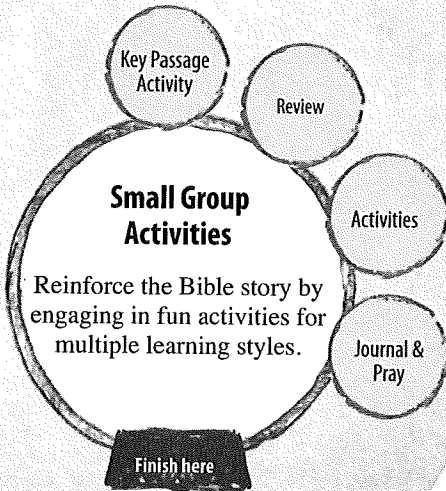 Key Passage
Activity
Review
Activities
Journal &
Pray
Small Group
Activities
Reinforce the Bible story by
engaging in fun activities for
multiple learning styles.
Finish here